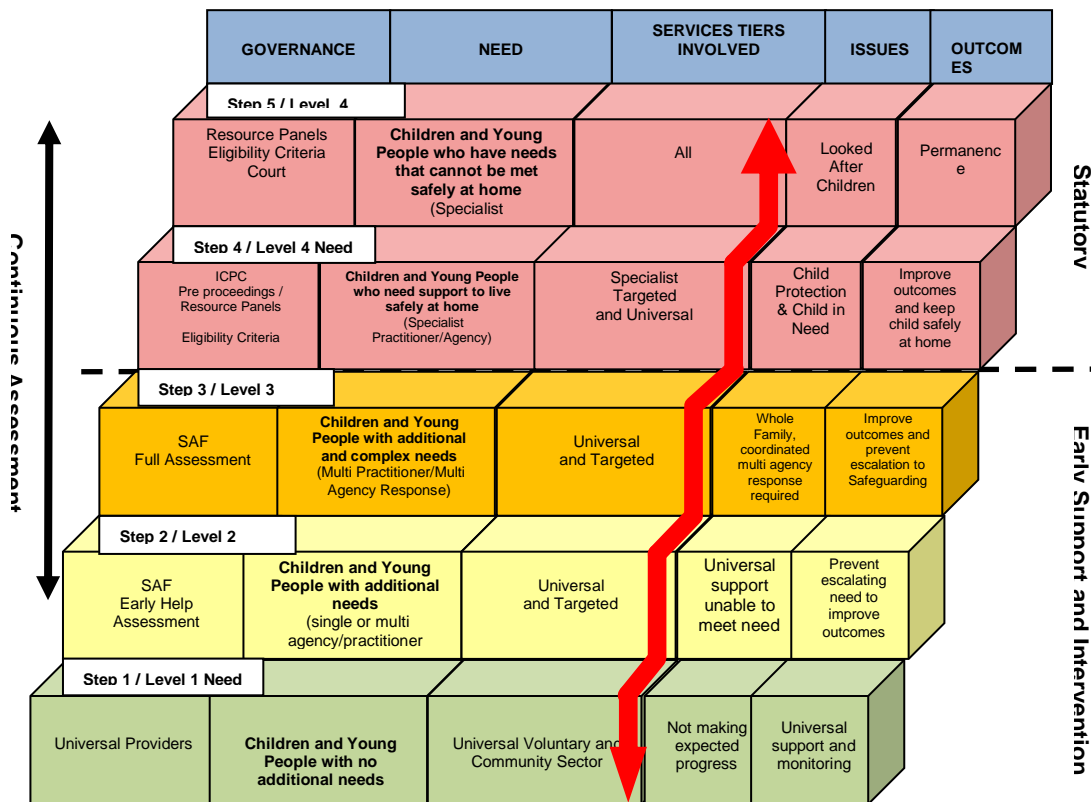 GOVERNANCE
NEED
SERVICES TIERS
INVOLVED
ISSUES
OUTCOM
ES
Step 5 / Level 4
Resource Panels
Eligibility Criteria
Court
Children and Young
People who have needs
that cannot be met
safely at home
(Specialist
All
Looked
After
Children
Permanenc
e
Step 4 / Level 4 Need
ICPC
Pre proceedings /
Resource Panels
Eligibility Criteria
Children and Young People
who need support to live
safely at home
(Specialist
Practitioner/Agency)
Specialist
Targeted
and Universal
Child
Protection
& Child in
Need
Improve
outcomes
and keep
child safely
at home
Step 3 / Level 3
SAF
Full Assessment
Children and Young
People with additional
and complex needs
(Multi Practitioner/Multi
Agency Response)
Universal
and Targeted
Whole
Family,
coordinated
multi agency
response
required
Improve
outcomes and
prevent
escalation to
Safeguarding
Step 2 / Level 2
SAF
Early Help
Assessment
Children and Young
People with additional
needs
(single or multi
agency/practitioner
Universal
and Targeted
Universal
support
unable to
meet need
Prevent
escalating
need to
improve
outcomes
Step 1 / Level 1 Need
Universal Providers
Children and Young
People with no
additional needs
Universal Voluntary and
Community Sector
Not making
expected
progress
Universal
support and
monitoring
Continuous Assessment
Statutory
Early Support and Intervention